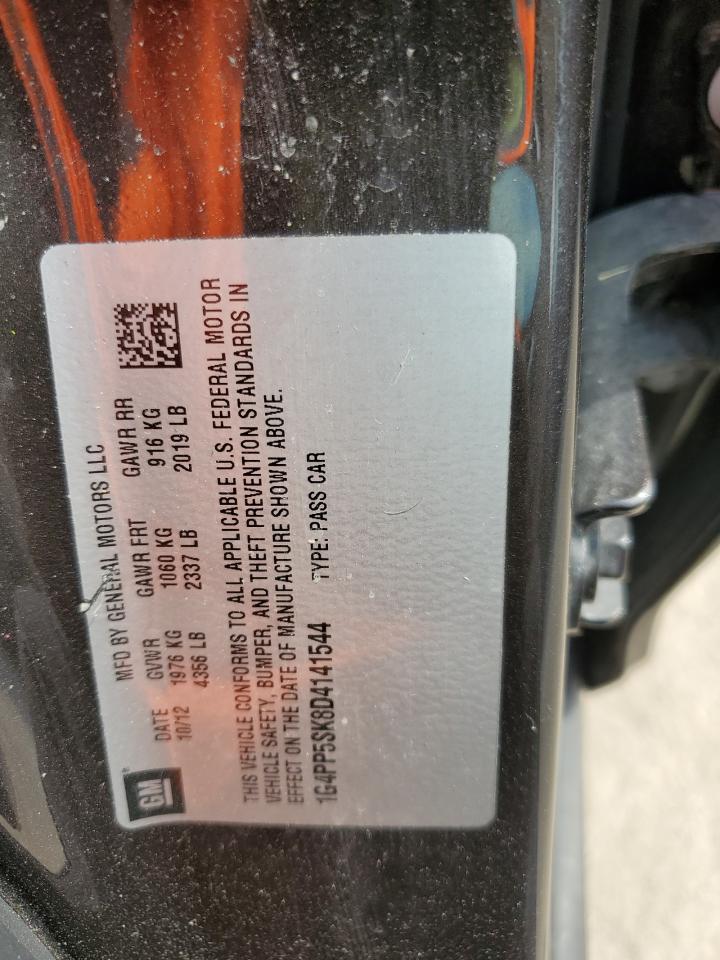 MFD BY GENERAL MOTORS LLC
DATE GVWR GAWR FRT GAWR RR
10/12 1976 KG 1060 KG 916 KG
4356 LB 2337 LB 2019 LB
GM
THIS VEHICLE CONFORMS TO ALL APPLICABLE U.S. FEDERAL MOTOR
VEHICLE SAFETY, BUMPER, AND THEFT PREVENTION STANDARDS IN
EFFECT ON THE DATE OF MANUFACTURE SHOWN ABOVE.
1G4PP5SK8D4141544 TYPE: PASS CAR